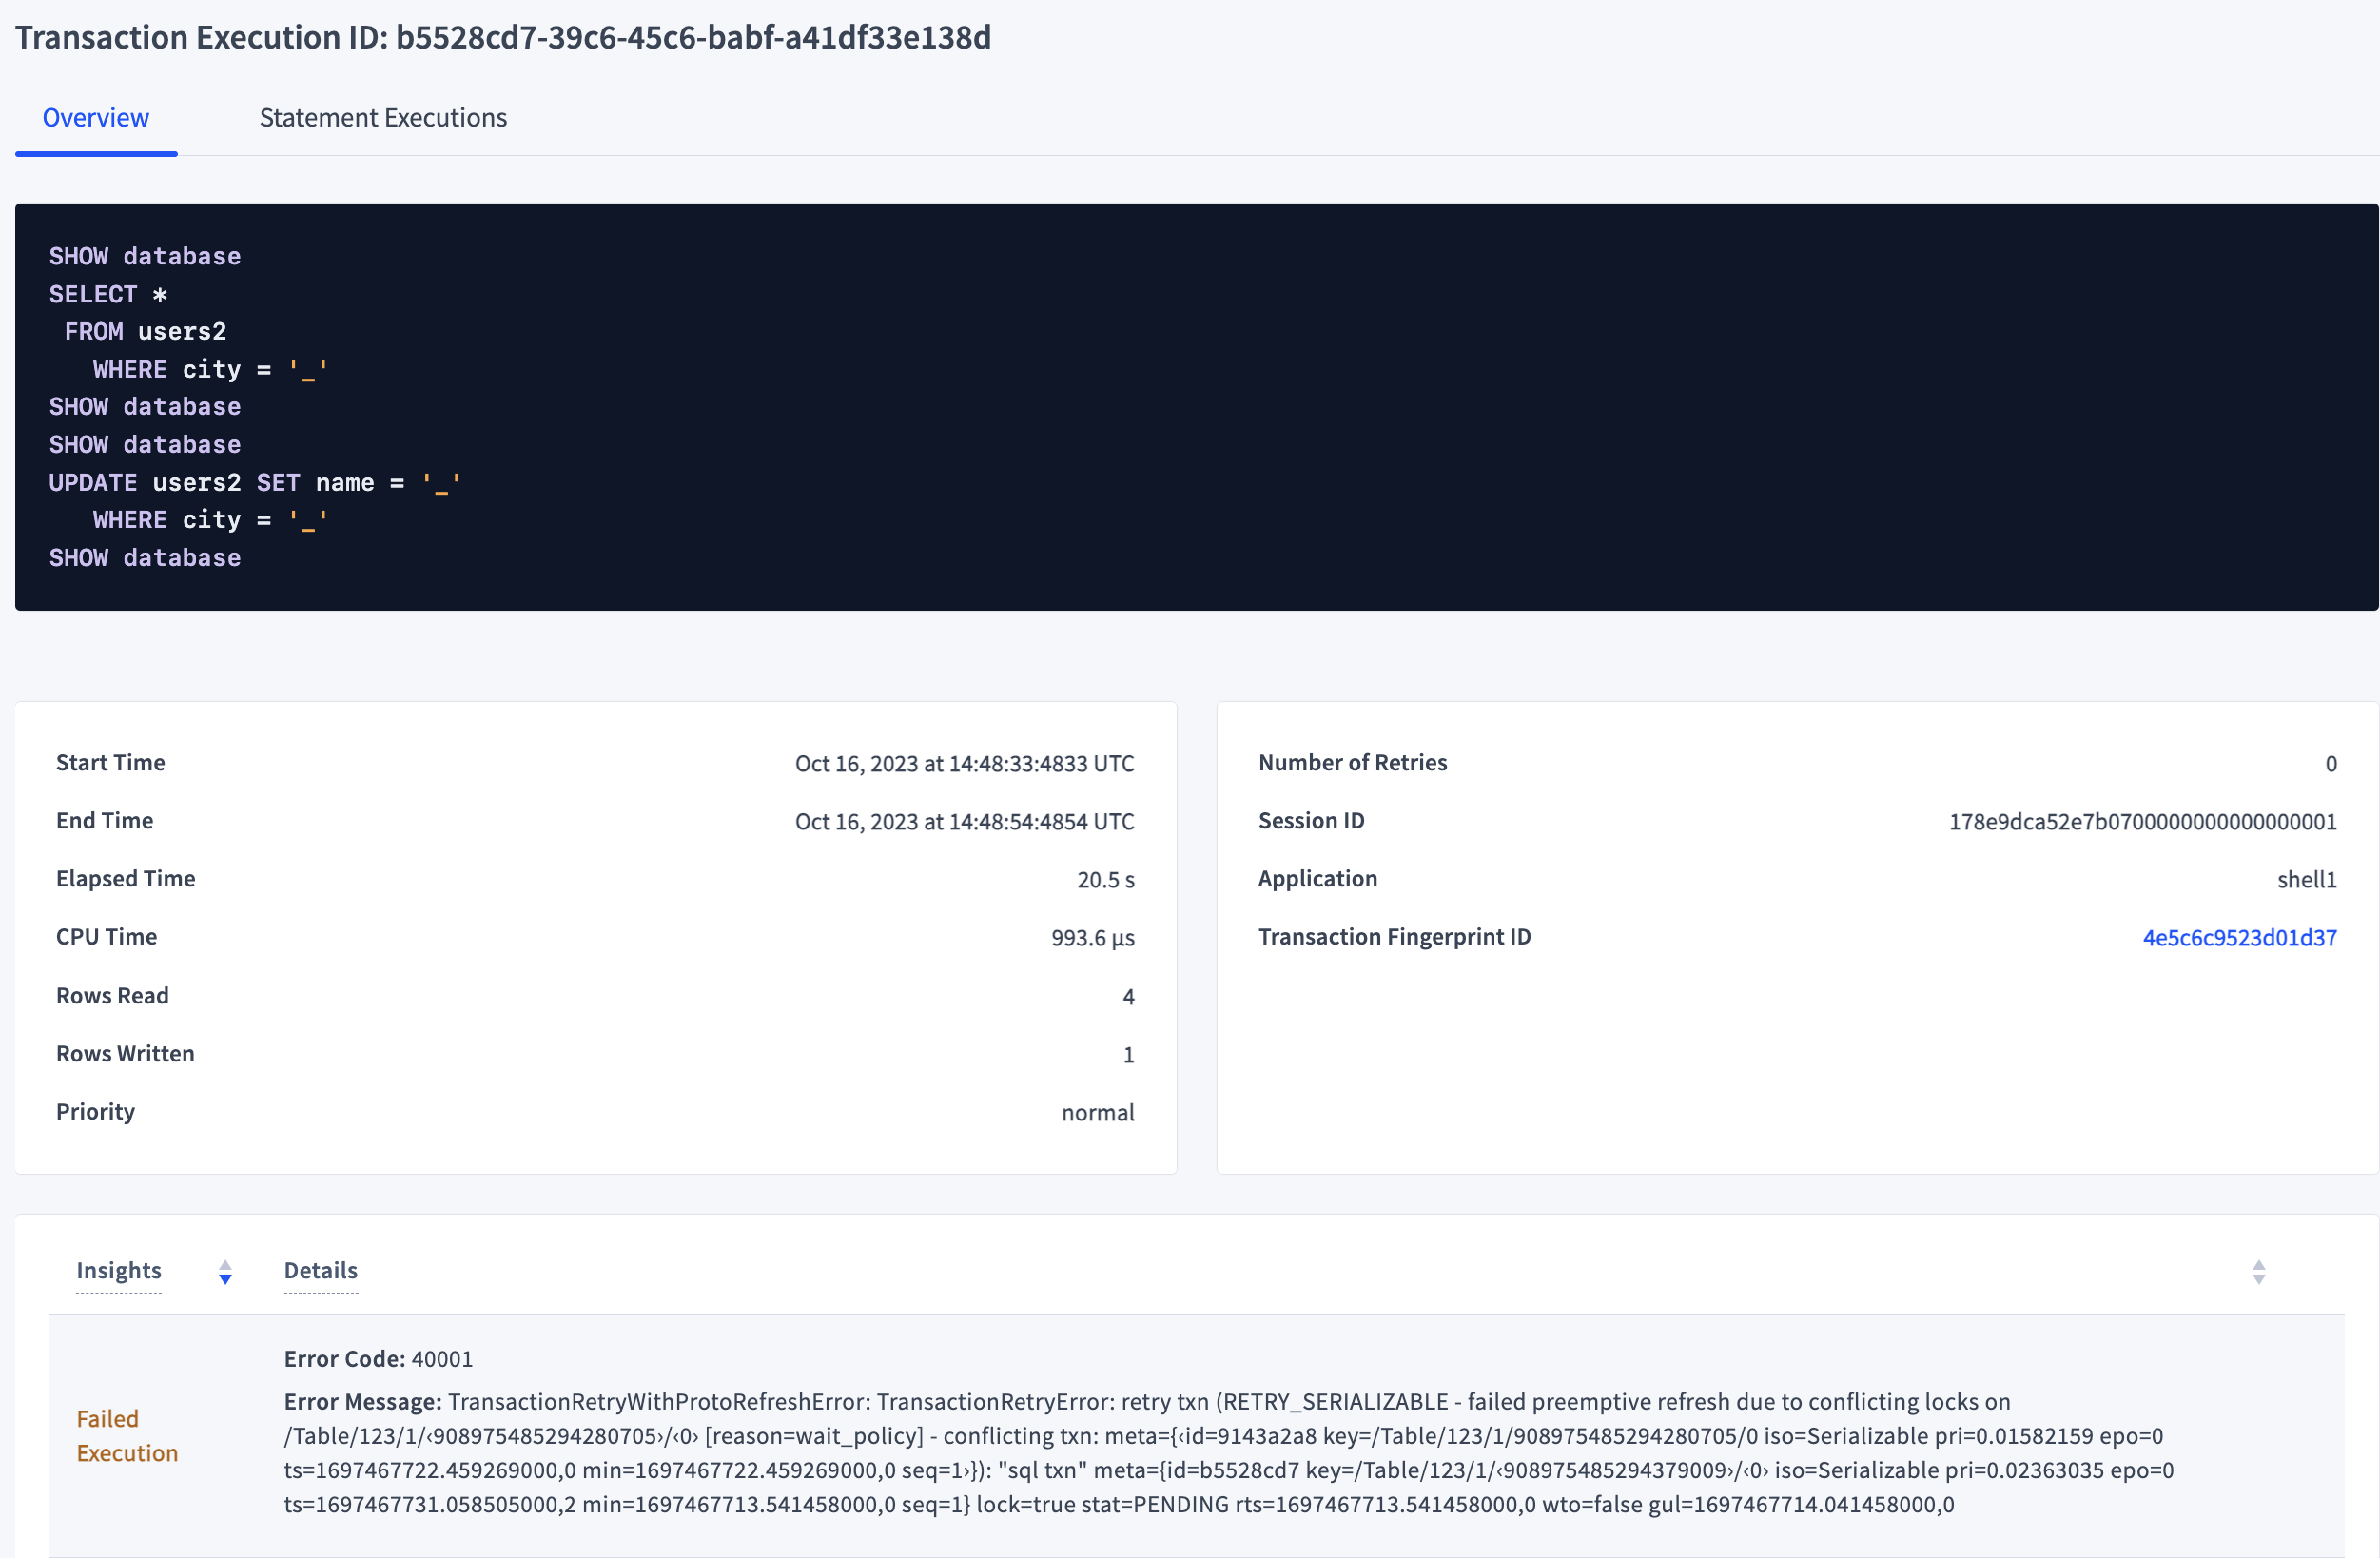 Transaction Execution ID: b5528cd7-39c6-45c6-babf-a41df33e138d
Overview Statement Executions
SHOW database
SELECT *
FROM users2
WHERE city = '_'
SHOW database
SHOW database
UPDATE users2 SET name = '_'
WHERE city = '_'
SHOW database
Start Time Oct 16, 2023 at 14:48:33:4833 UTC
End Time Oct 16, 2023 at 14:48:54:4854 UTC
Elapsed Time 20.5 s
CPU Time 993.6 µs
Rows Read 4
Rows Written 1
Priority normal
Number of Retries 0
Session ID 178e9dca52e7b0700000000000000001
Application shell1
Transaction Fingerprint ID 4e5c6c9523d01d37
Insights Details
Failed
Execution
Error Code: 40001
Error Message: TransactionRetryWithProtoRefreshError: TransactionRetryError: retry txn (RETRY_SERIALIZABLE - failed preemptive refresh due to conflicting locks on
/Table/123/1/‹908975485294280705›/‹0› [reason=wait_policy] - conflicting txn: meta={‹id=9143a2a8 key=/Table/123/1/908975485294280705/0 iso=Serializable pri=0.01582159 epo=0
ts=1697467722.459269000,0 min=1697467722.459269000,0 seq=1›}): "sql txn" meta={id=b5528cd7 key=/Table/123/1/‹908975485294379009›/‹0› iso=Serializable pri=0.02363035 epo=0
ts=1697467731.058505000,2 min=1697467713.541458000,0 seq=1} lock=true stat=PENDING rts=1697467713.541458000,0 wto=false gul=1697467714.041458000,0